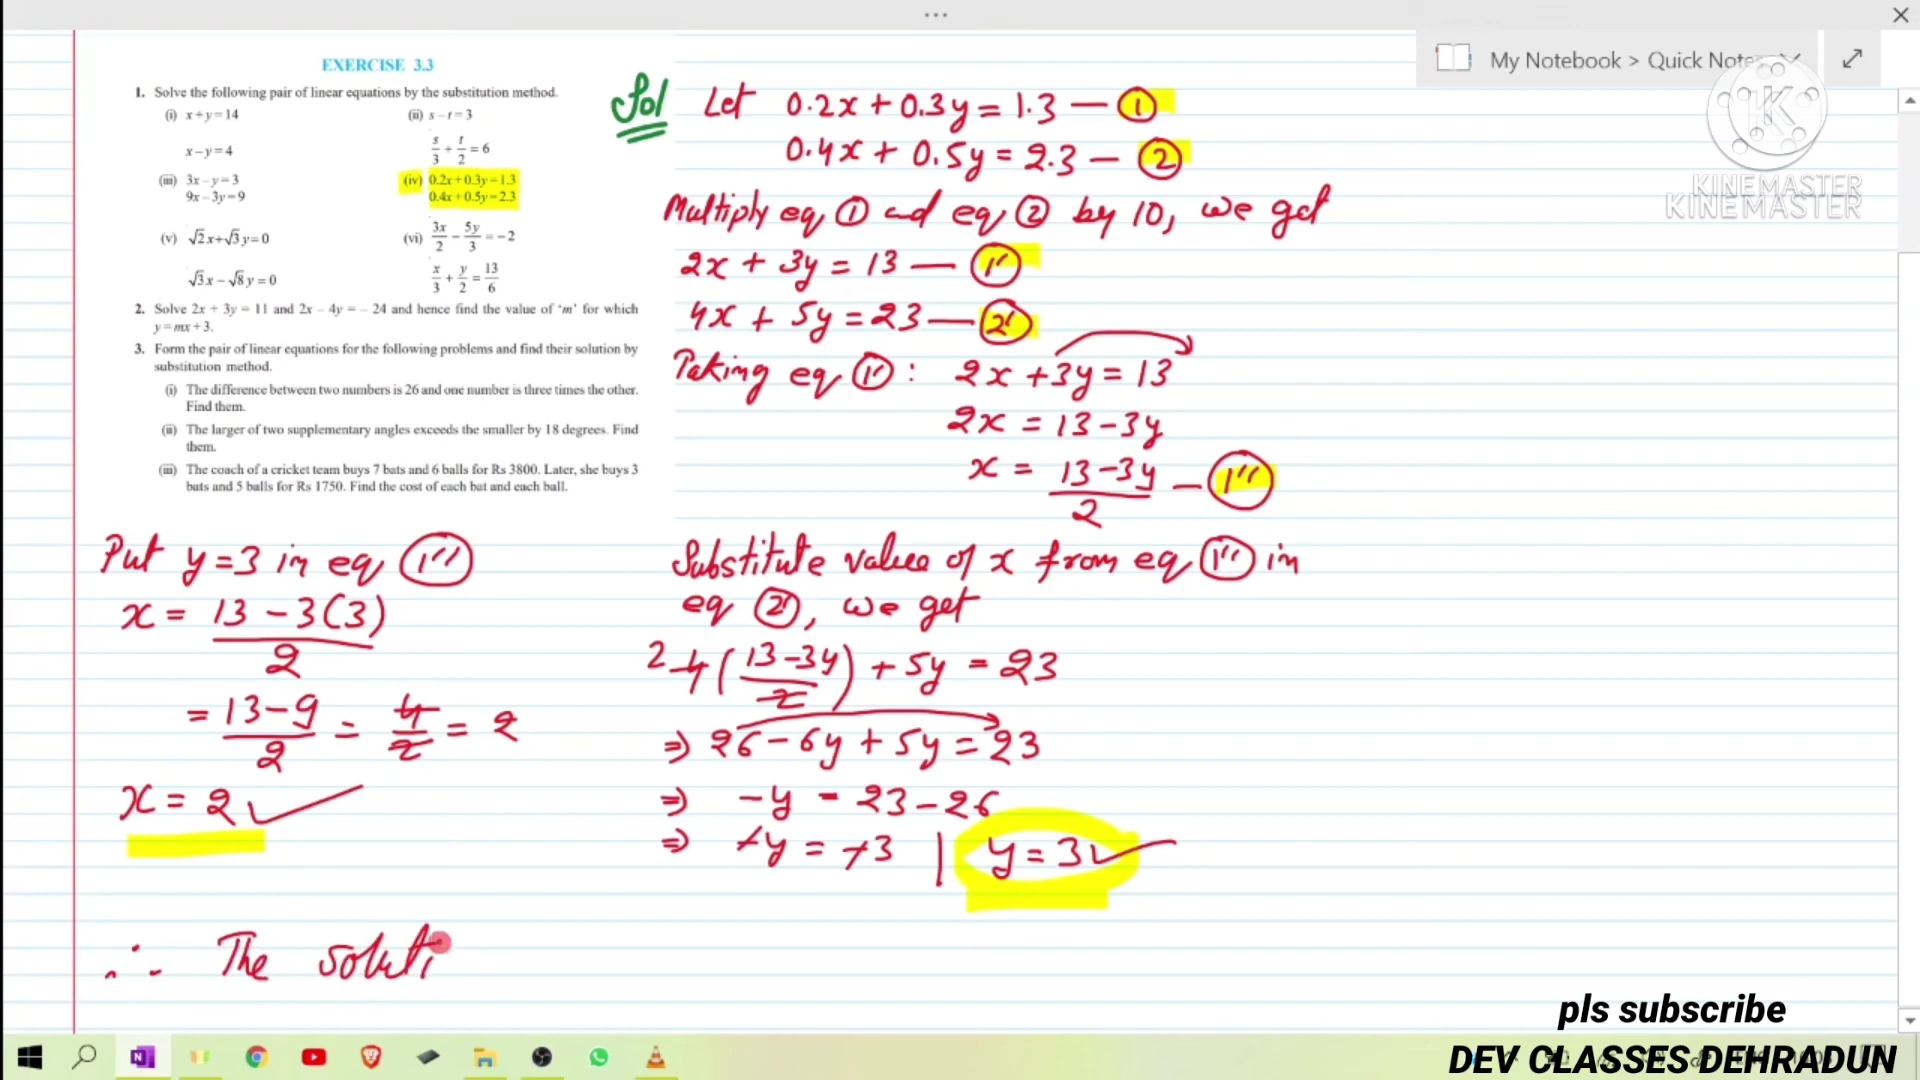 My Notebook > Quick Notes
EXERCISE 3.3
1. Solve the following pair of linear equations by the substitution method.
(i) x + y = 14
(ii) s – t = 3
x – y = 4
s/3 + t/2 = 6
(iii) 3x – y = 3
9x – 3y = 9
(iv) 0.2x + 0.3y = 1.3
0.4x + 0.5y = 2.3
(v) √2 x + √3 y = 0
(vi) 3x/2 – 5y/3 = – 2
√3 x – √8 y = 0
x/3 + y/2 = 13/6
2. Solve 2x + 3y = 11 and 2x – 4y = – 24 and hence find the value of ‘m’ for which
y = mx + 3.
3. Form the pair of linear equations for the following problems and find their solution by
substitution method.
(i) The difference between two numbers is 26 and one number is three times the other.
Find them.
(ii) The larger of two supplementary angles exceeds the smaller by 18 degrees. Find
them.
(iii) The coach of a cricket team buys 7 bats and 6 balls for Rs 3800. Later, she buys 3
bats and 5 balls for Rs 1750. Find the cost of each bat and each ball.
Sol Let 0.2x + 0.3y = 1.3 — ①
0.4x + 0.5y = 2.3 — ②
Multiply eq ① and eq ② by 10, we get
2x + 3y = 13 — 1'
4x + 5y = 23 — 2'
Taking eq 1' : 2x + 3y = 13
2x = 13 - 3y
x = 13 - 3y / 2 — 1''
Substitute value of x from eq 1'' in
eq 2', we get
2 4(13 - 3y / 2) + 5y = 23
⇒ 26 - 6y + 5y = 23
⇒ -y = 23 - 26
⇒ -y = -3 | y = 3 ✓
Put y = 3 in eq 1''
x = 13 - 3(3) / 2
= 13 - 9 / 2 = 4/2 = 2
x = 2 ✓
∴ The soluti
KINEMASTER
KINEMASTER
pls subscribe
DEV CLASSES DEHRADUN